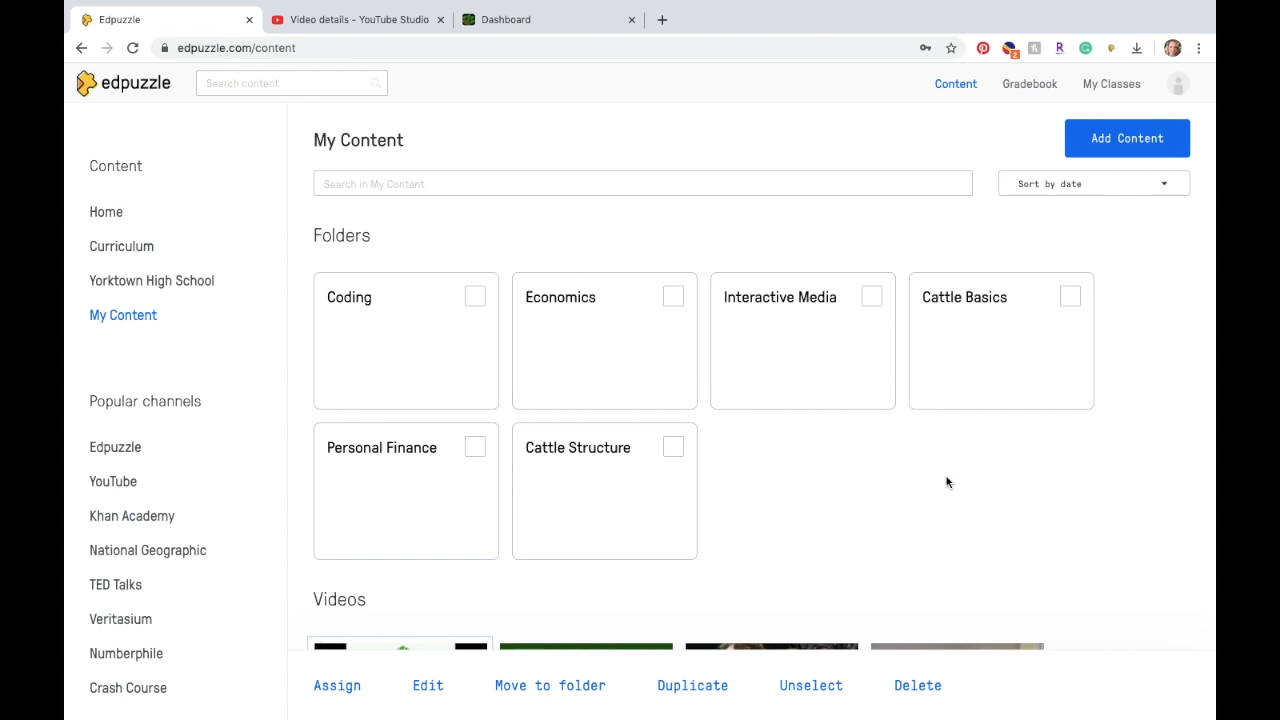 Edpuzzle
Video details - YouTube Studio
Dashboard
edpuzzle.com/content
2
R
edpuzzle
Search content
Content
Gradebook
My Classes
Content
Home
Curriculum
Yorktown High School
My Content
Popular channels
Edpuzzle
YouTube
Khan Academy
National Geographic
TED Talks
Veritasium
Numberphile
Crash Course
My Content
Add Content
Search in My Content
Sort by date
Folders
Coding
Economics
Interactive Media
Cattle Basics
Personal Finance
Cattle Structure
Videos
Assign
Edit
Move to folder
Duplicate
Unselect
Delete